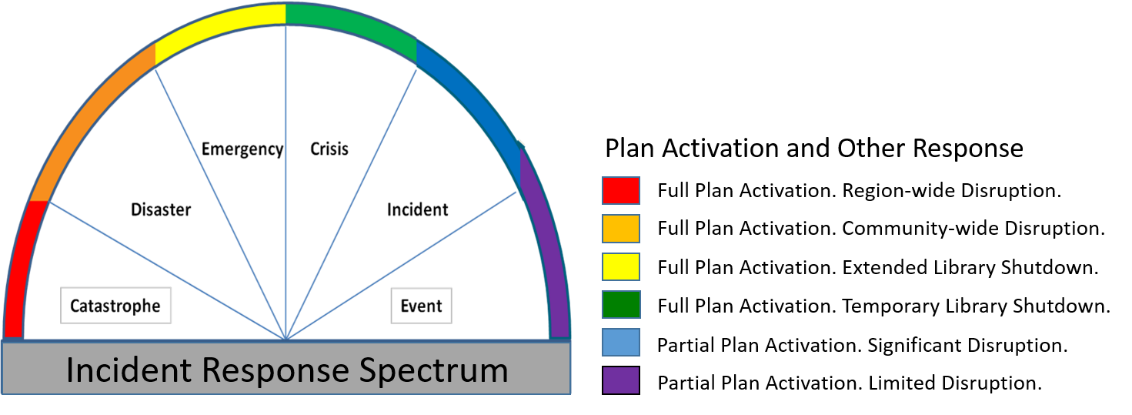 Emergency
Crisis
Disaster
Incident
Catastrophe
Event
Incident Response Spectrum
Plan Activation and Other Response
Full Plan Activation. Region-wide Disruption.
Full Plan Activation. Community-wide Disruption.
Full Plan Activation. Extended Library Shutdown.
Full Plan Activation. Temporary Library Shutdown.
Partial Plan Activation. Significant Disruption.
Partial Plan Activation. Limited Disruption.